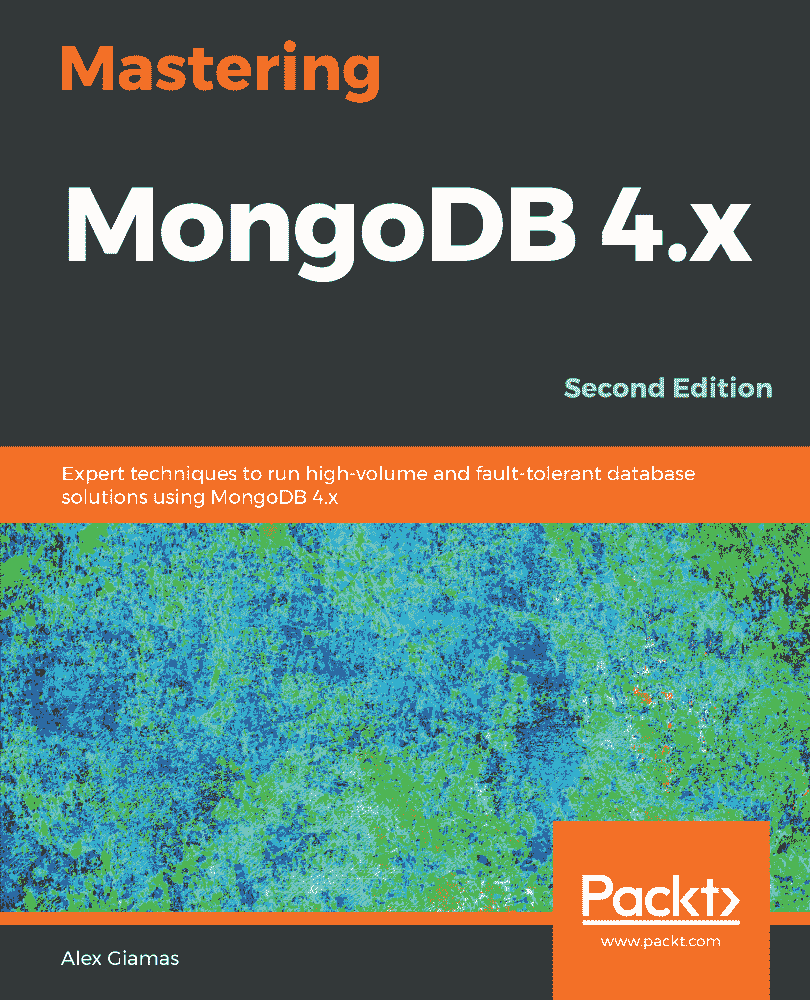 Mastering
MongoDB 4.x
Second Edition
Expert techniques to run high-volume and fault-tolerant database
solutions using MongoDB 4.x
Packt>
www.packt.com
Alex Giamas